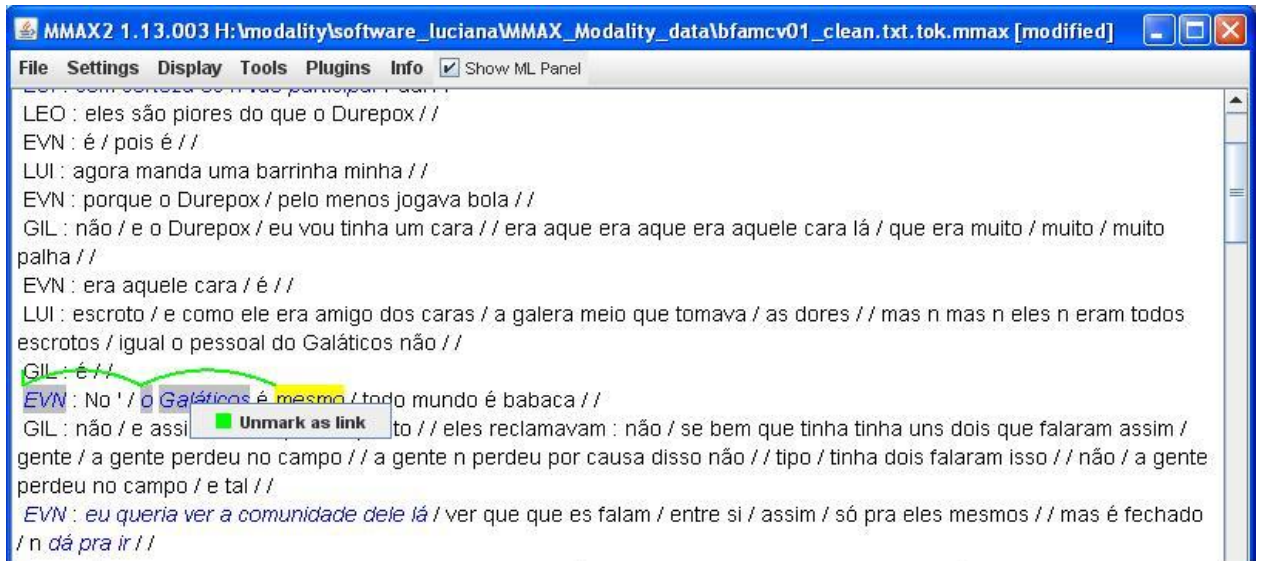 MMAX2 1.13.003 H:\modality\software_luciana\MMAX_Modality_data\bfamcv01_clean.txt.tok.mmax [modified]
File Settings Display Tools Plugins Info Show ML Panel
LEO : eles são piores do que o Durepox / /
EVN : é / pois é / /
LUI : agora manda uma barrinha minha / /
EVN : porque o Durepox / pelo menos jogava bola / /
GIL : não / e o Durepox / eu vou tinha um cara / / era aque era aque era aquele cara lá / que era muito / muito / muito
palha / /
EVN : era aquele cara / é / /
LUI : escroto / e como ele era amigo dos caras / a galera meio que tomava / as dores / / mas n mas n eles n eram todos
escrotos / igual o pessoal do Galáticos não / /
GIL : é / /
EVN : No ' / o Galáticos é mesmo / todo mundo é babaca / /
Unmark as link
GIL : não / e assi to / / eles reclamavam : não / se bem que tinha tinha uns dois que falaram assim /
gente / a gente perdeu no campo / / a gente n perdeu por causa disso não / / tipo / tinha dois falaram isso / / não / a gente
perdeu no campo / e tal / /
EVN : eu queria ver a comunidade dele lá / ver que que es falam / entre si / assim / só pra eles mesmos / / mas é fechado
/ n dá pra ir / /